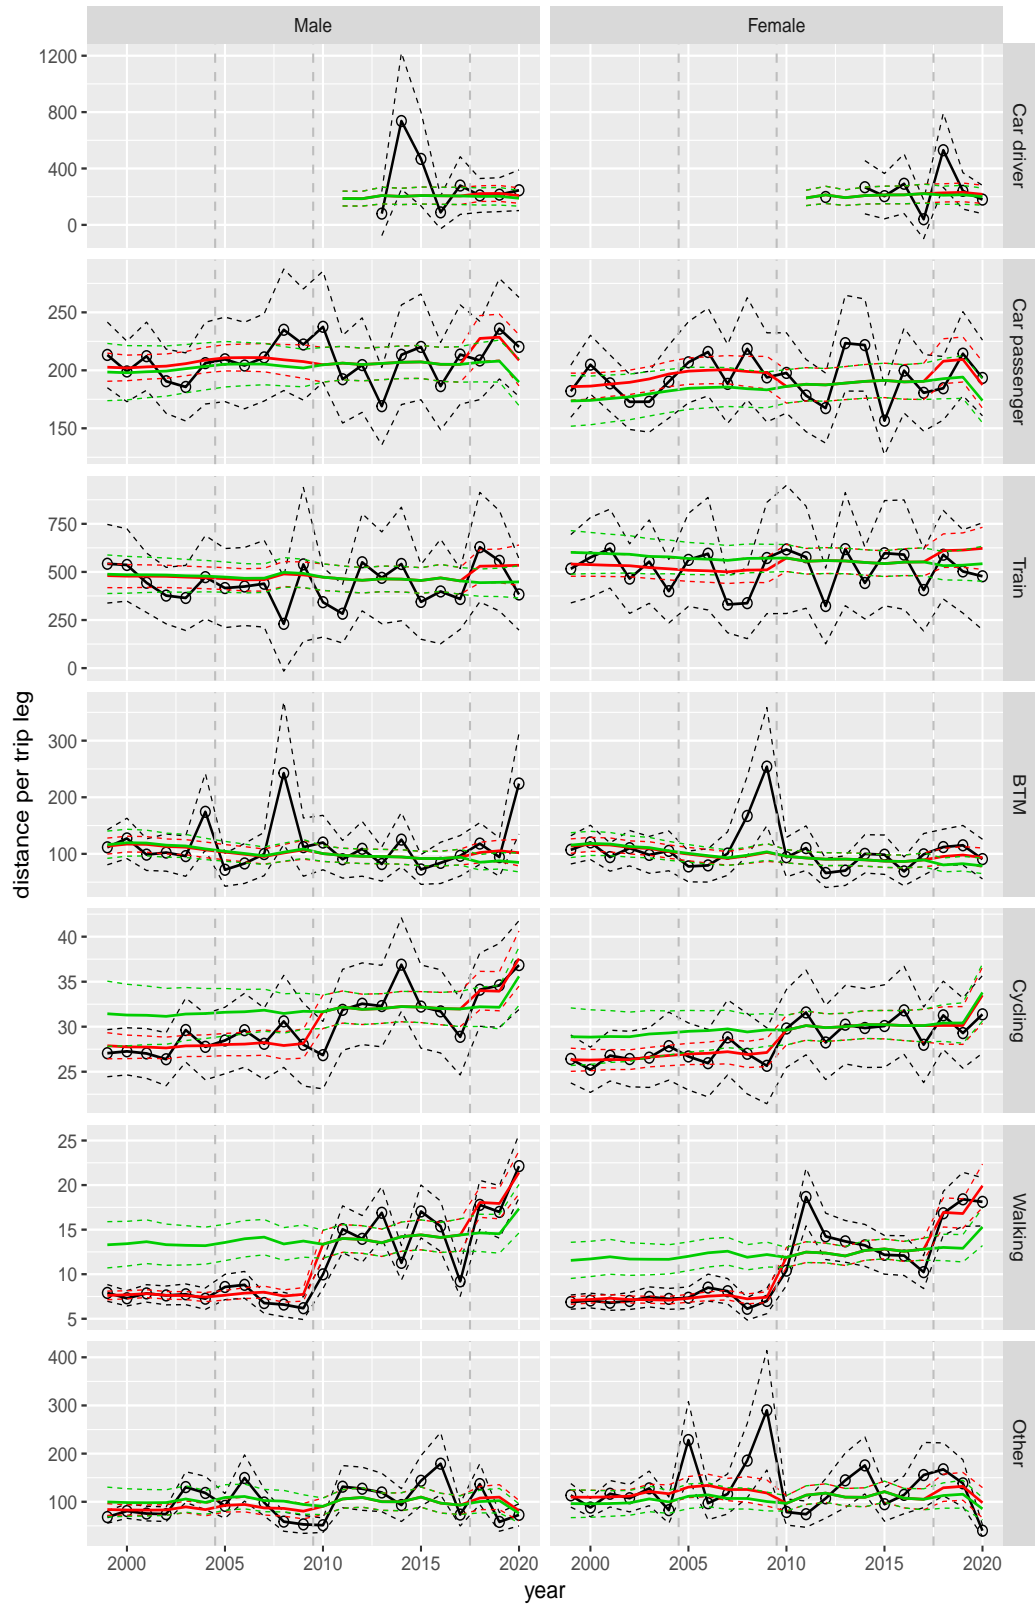 Male Female
1200
800
400
0
Car driver
250
200
150
Car passenger
750
500
250
0
Train
distance per trip leg
300
200
100
BTM
40
35
30
25
Cycling
25
20
15
10
5
Walking
400
300
200
100
Other
2000 2005 2010 2015 2020 2000 2005 2010 2015 2020
year